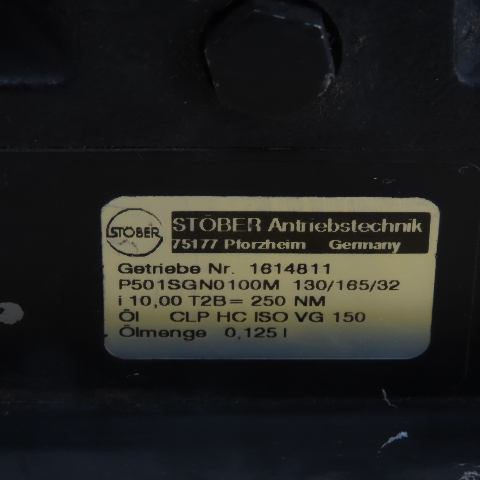 STÖBER
STÖBER Antriebstechnik
75177 Pforzheim Germany
Getriebe Nr. 1614811
P501SGN0100M 130/165/32
i 10,00 T2B= 250 NM
Öl CLP HC ISO VG 150
Ölmenge 0,125 l